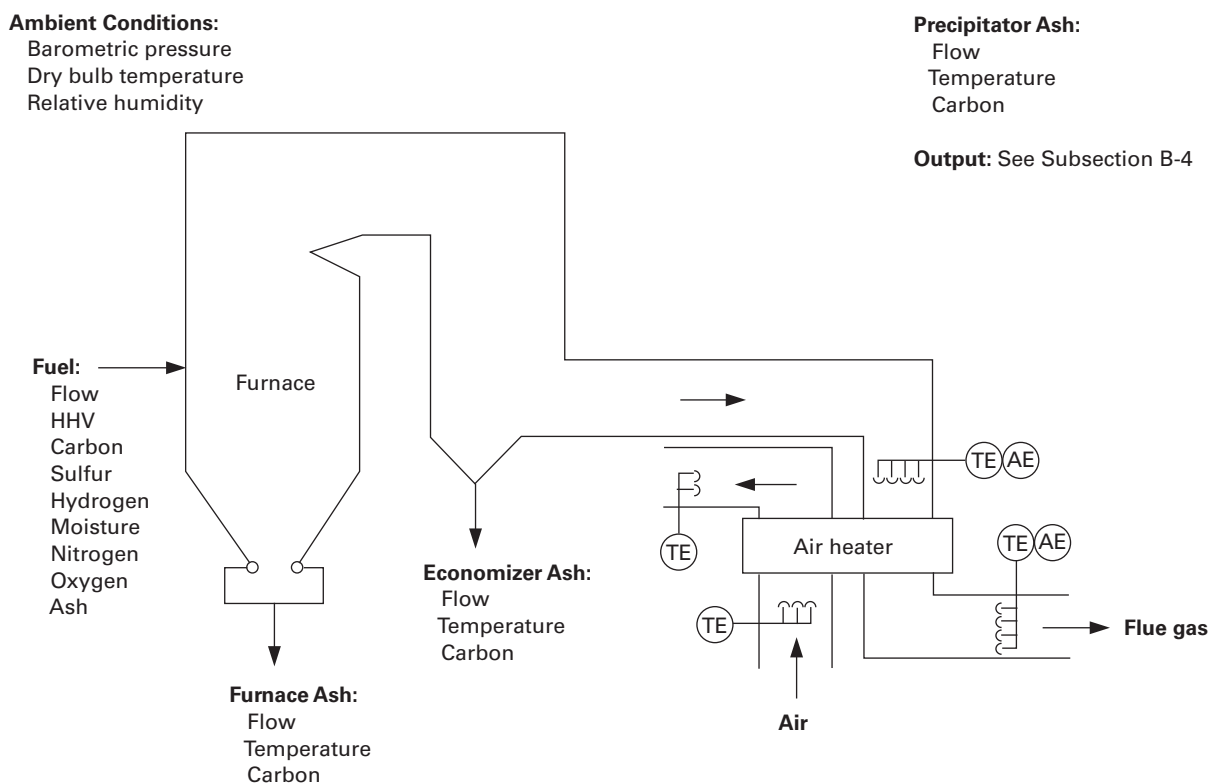 Ambient Conditions:
Barometric pressure
Dry bulb temperature
Relative humidity
Precipitator Ash:
Flow
Temperature
Carbon
Output: See Subsection B-4
Fuel:
Flow
HHV
Carbon
Sulfur
Hydrogen
Moisture
Nitrogen
Oxygen
Ash
Furnace
TE AE
TE
Air heater
TE AE
Economizer Ash:
Flow
Temperature
Carbon
TE
Flue gas
Air
Furnace Ash:
Flow
Temperature
Carbon